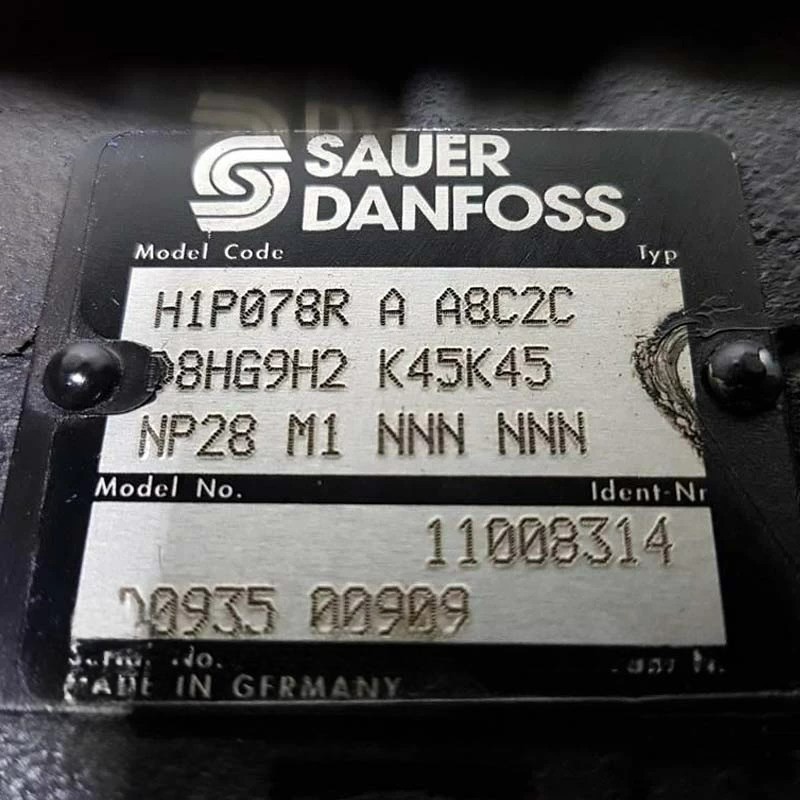 SAUER
DANFOSS
Model Code Typ
H1P078R A A8C2C
D8HG9H2 K45K45
NP28 M1 NNN NNN
Model No. Ident-Nr
11008314
00909
No.
MADE IN GERMANY